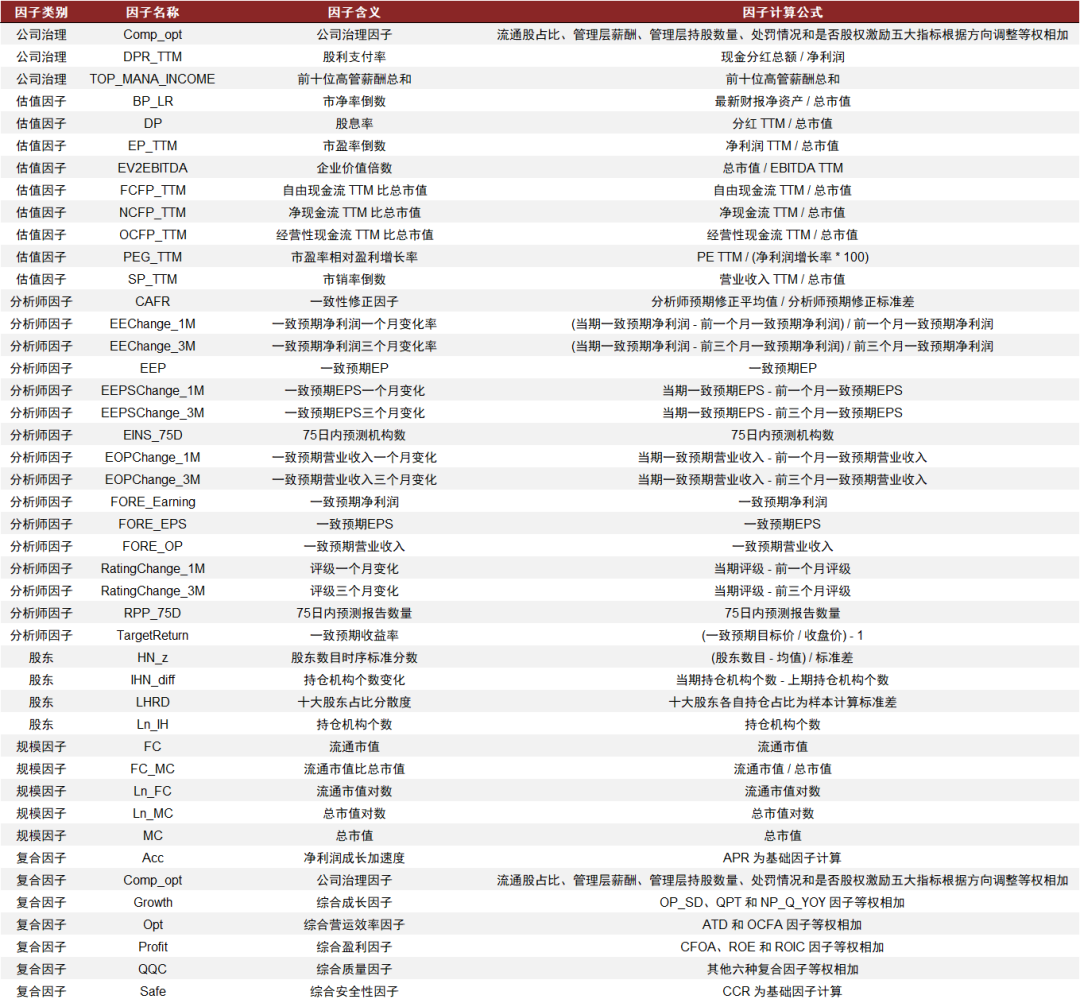 因子类别 因子名称 因子含义 因子计算公式
公司治理 Comp_opt 公司治理因子 流通股占比、管理层薪酬、管理层持股数量、处罚情况和是否股权激励五大指标根据方向调整等权相加
公司治理 DPR_TTM 股利支付率 现金分红总额 / 净利润
公司治理 TOP_MANA_INCOME 前十位高管薪酬总和 前十位高管薪酬总和
估值因子 BP_LR 市净率倒数 最新财报净资产 / 总市值
估值因子 DP 股息率 分红 TTM / 总市值
估值因子 EP_TTM 市盈率倒数 净利润 TTM / 总市值
估值因子 EV2EBITDA 企业价值倍数 总市值 / EBITDA TTM
估值因子 FCFP_TTM 自由现金流 TTM 比总市值 自由现金流 TTM / 总市值
估值因子 NCFP_TTM 净现金流 TTM 比总市值 净现金流 TTM / 总市值
估值因子 OCFP_TTM 经营性现金流 TTM 比总市值 经营性现金流 TTM / 总市值
估值因子 PEG_TTM 市盈率相对盈利增长率 PE TTM / (净利润增长率 * 100)
估值因子 SP_TTM 市销率倒数 营业收入 TTM / 总市值
分析师因子 CAFR 一致性修正因子 分析师预期修正平均值 / 分析师预期修正标准差
分析师因子 EEChange_1M 一致预期净利润一个月变化率 (当期一致预期净利润 - 前一个月一致预期净利润) / 前一个月一致预期净利润
分析师因子 EEChange_3M 一致预期净利润三个月变化率 (当期一致预期净利润 - 前三个月一致预期净利润) / 前三个月一致预期净利润
分析师因子 EEP 一致预期EP 一致预期EP
分析师因子 EEPSChange_1M 一致预期EPS一个月变化 当期一致预期EPS - 前一个月一致预期EPS
分析师因子 EEPSChange_3M 一致预期EPS三个月变化 当期一致预期EPS - 前三个月一致预期EPS
分析师因子 EINS_75D 75日内预测机构数 75日内预测机构数
分析师因子 EOPChange_1M 一致预期营业收入一个月变化 当期一致预期营业收入 - 前一个月一致预期营业收入
分析师因子 EOPChange_3M 一致预期营业收入三个月变化 当期一致预期营业收入 - 前三个月一致预期营业收入
分析师因子 FORE_Earning 一致预期净利润 一致预期净利润
分析师因子 FORE_EPS 一致预期EPS 一致预期EPS
分析师因子 FORE_OP 一致预期营业收入 一致预期营业收入
分析师因子 RatingChange_1M 评级一个月变化 当期评级 - 前一个月评级
分析师因子 RatingChange_3M 评级三个月变化 当期评级 - 前三个月评级
分析师因子 RPP_75D 75日内预测报告数量 75日内预测报告数量
分析师因子 TargetReturn 一致预期收益率 (一致预期目标价 / 收盘价) - 1
股东 HN_z 股东数目时序标准分数 (股东数目 - 均值) / 标准差
股东 IHN_diff 持仓机构个数变化 当期持仓机构个数 - 上期持仓机构个数
股东 LHRD 十大股东占比分散度 十大股东各自持仓占比为样本计算标准差
股东 Ln_IH 持仓机构个数 持仓机构个数
规模因子 FC 流通市值 流通市值
规模因子 FC_MC 流通市值比总市值 流通市值 / 总市值
规模因子 Ln_FC 流通市值对数 流通市值对数
规模因子 Ln_MC 总市值对数 总市值对数
规模因子 MC 总市值 总市值
复合因子 Acc 净利润成长加速度 APR 为基础因子计算
复合因子 Comp_opt 公司治理因子 流通股占比、管理层薪酬、管理层持股数量、处罚情况和是否股权激励五大指标根据方向调整等权相加
复合因子 Growth 综合成长因子 OP_SD、QPT 和 NP_Q_YOY 因子等权相加
复合因子 Opt 综合营运效率因子 ATD 和 OCFA 因子等权相加
复合因子 Profit 综合盈利因子 CFOA、ROE 和 ROIC 因子等权相加
复合因子 QQC 综合质量因子 其他六种复合因子等权相加
复合因子 Safe 综合安全性因子 CCR 为基础因子计算